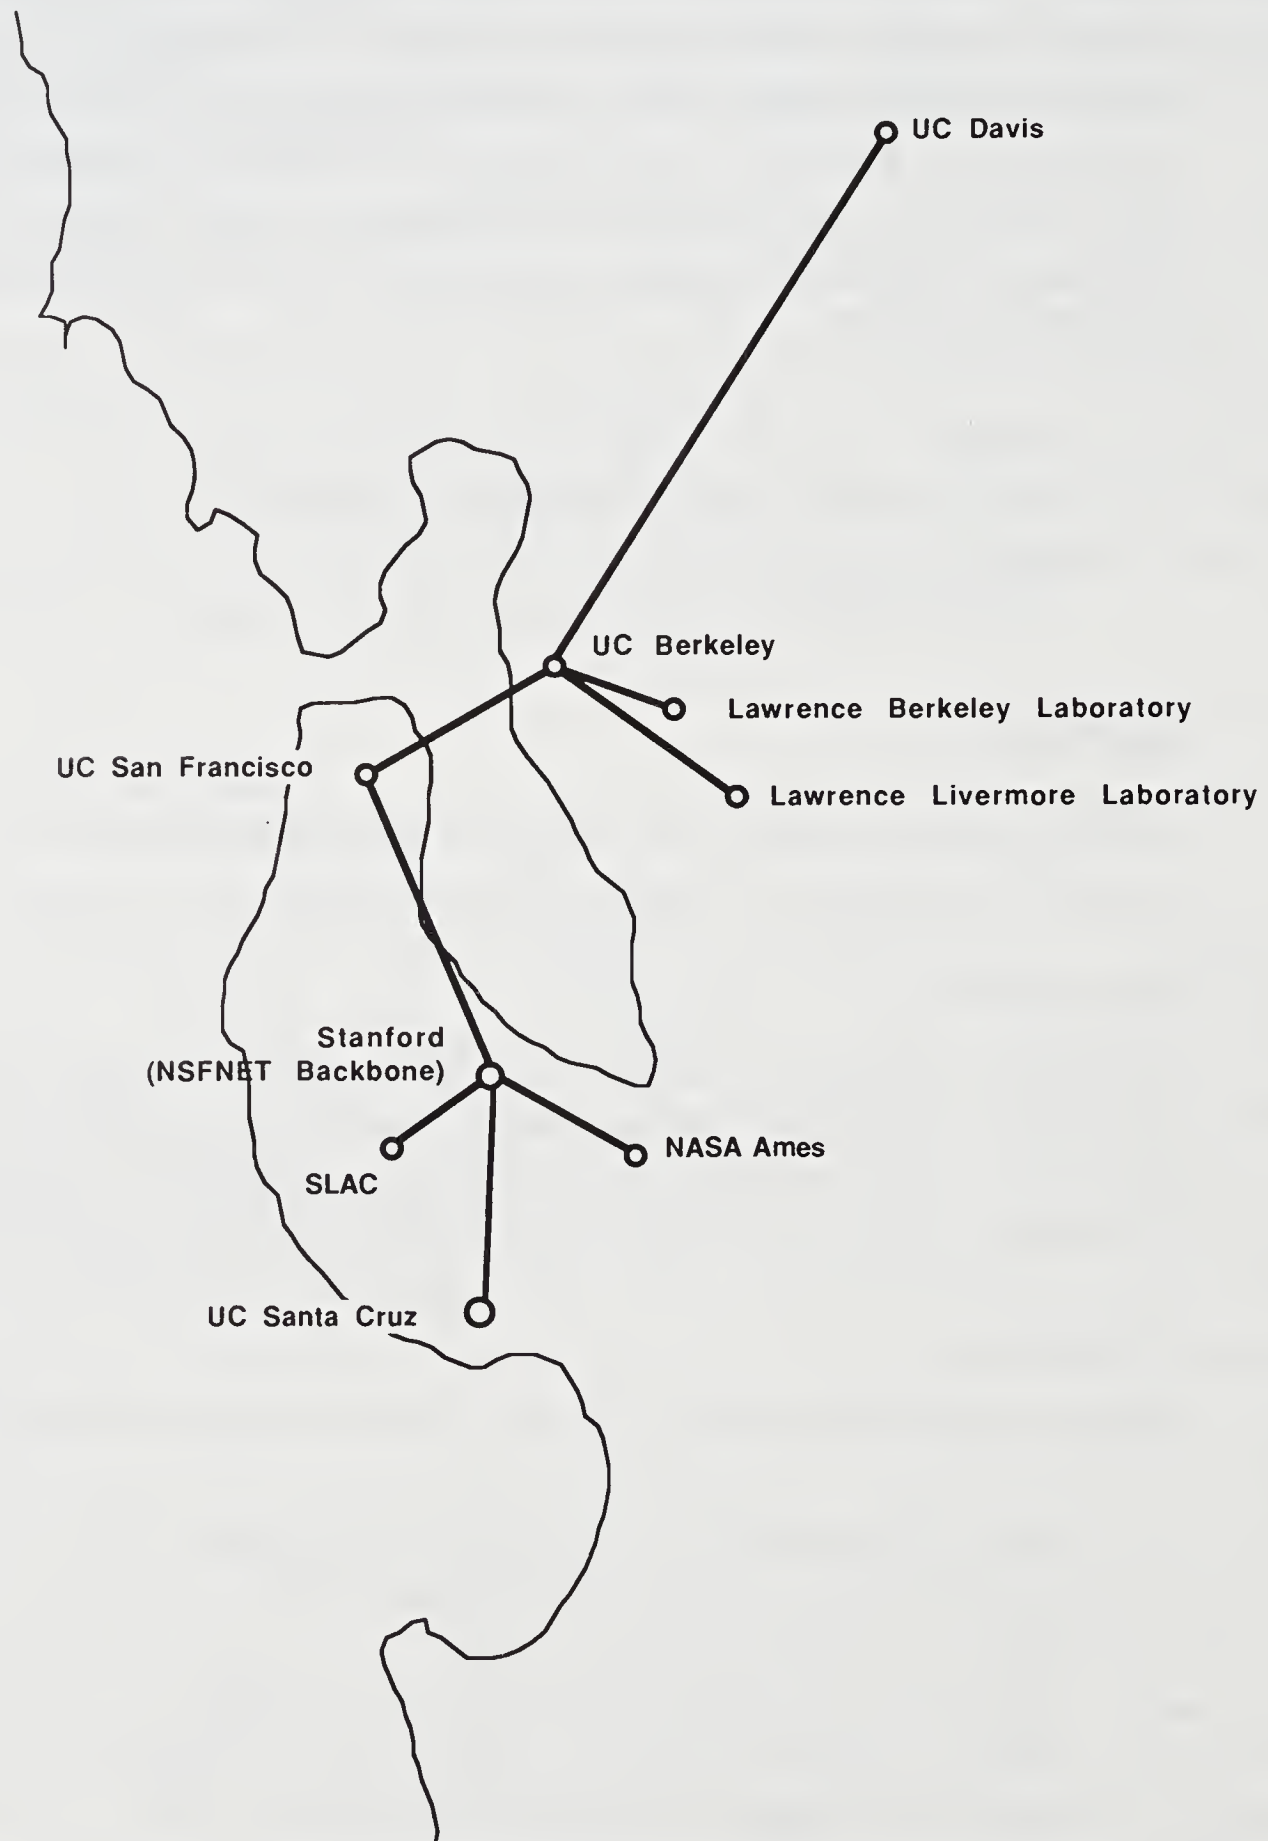 UC Davis
UC Berkeley
Lawrence Berkeley Laboratory
UC San Francisco
Lawrence Livermore Laboratory
Stanford
(NSFNET Backbone)
NASA Ames
SLAC
UC Santa Cruz